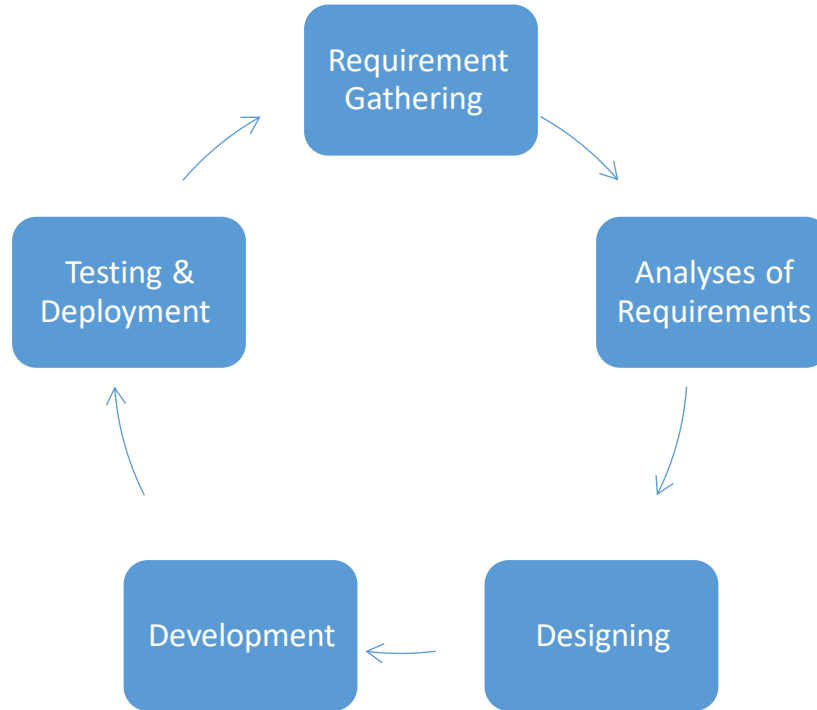 Requirement
Gathering
Analyses of
Requirements
Designing
Development
Testing &
Deployment